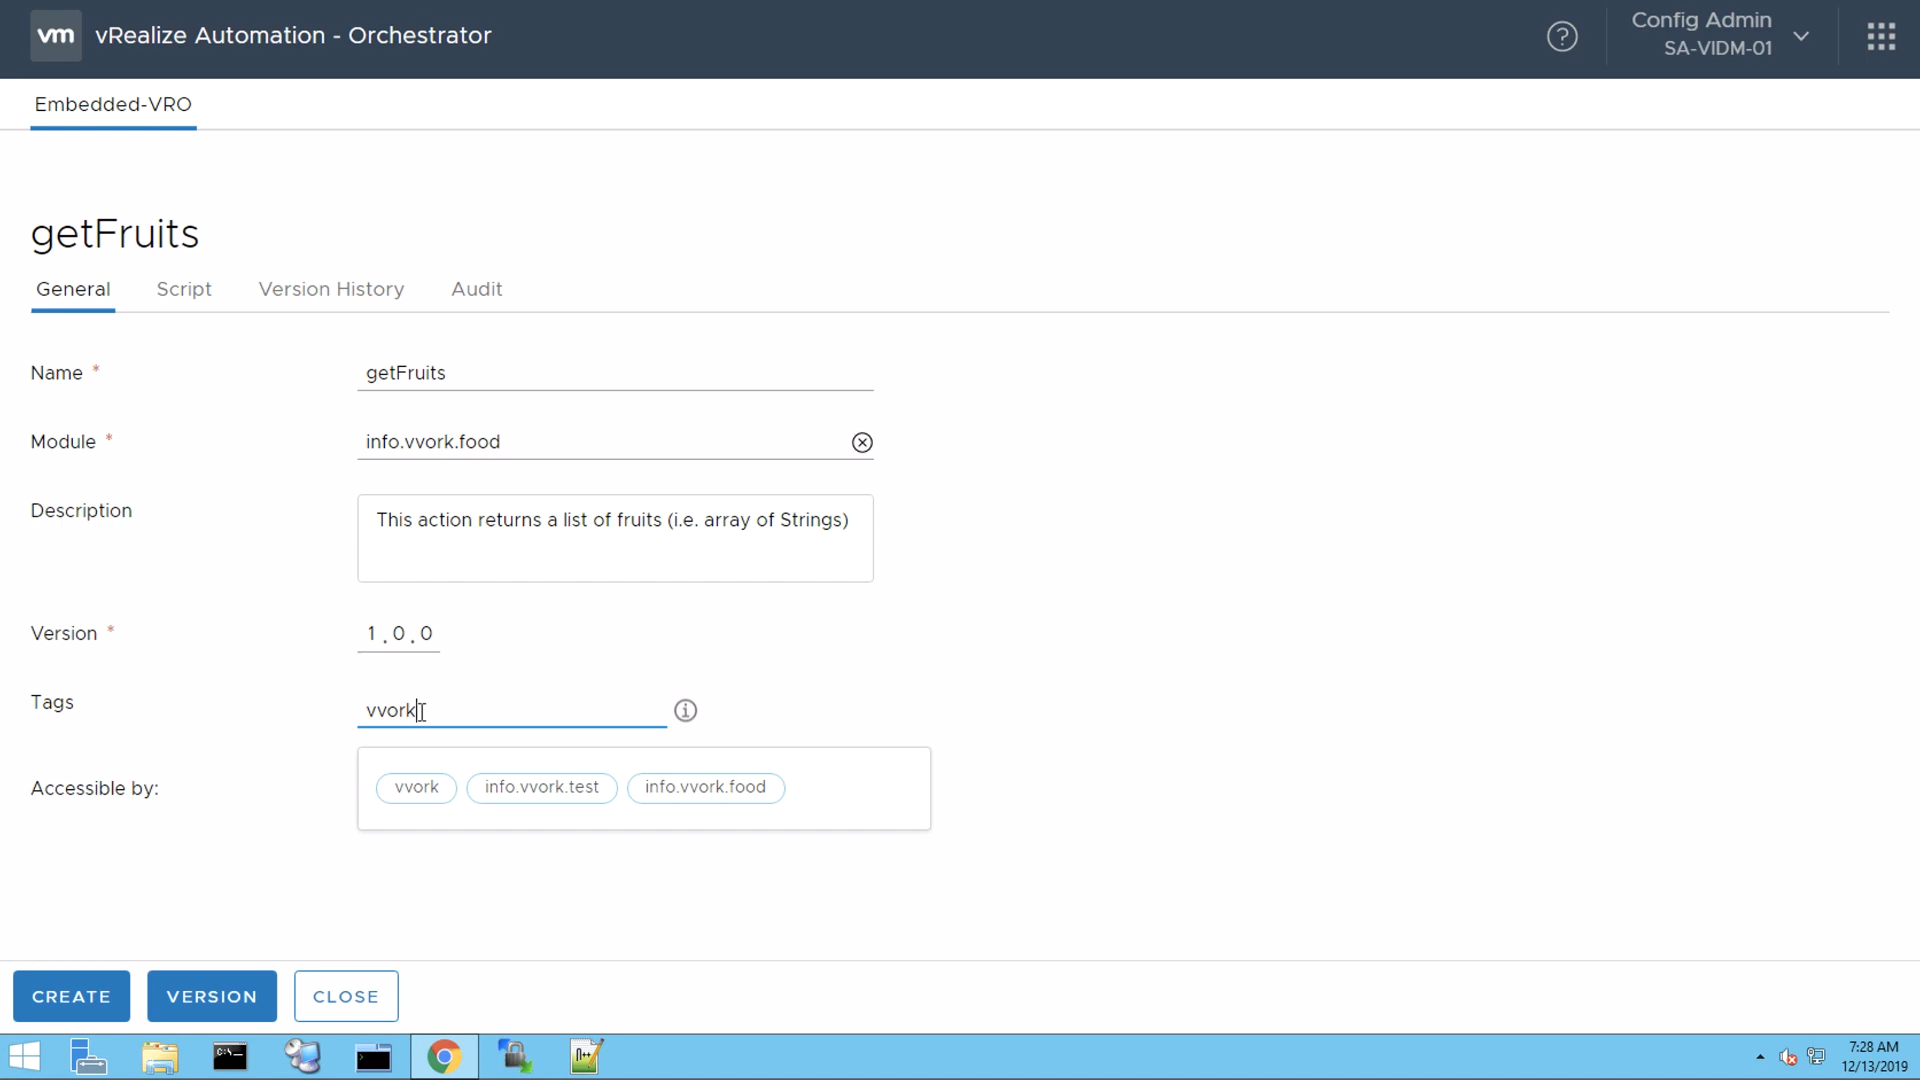 vm vRealize Automation - Orchestrator
Config Admin
SA-VIDM-01
Embedded-VRO
getFruits
General Script Version History Audit
Name * getFruits
Module * info.vvork.food
Description This action returns a list of fruits (i.e. array of Strings)
Version * 1 . 0 . 0
Tags vvork
Accessible by: vvork info.vvork.test info.vvork.food
CREATE VERSION CLOSE
7:28 AM
12/13/2019